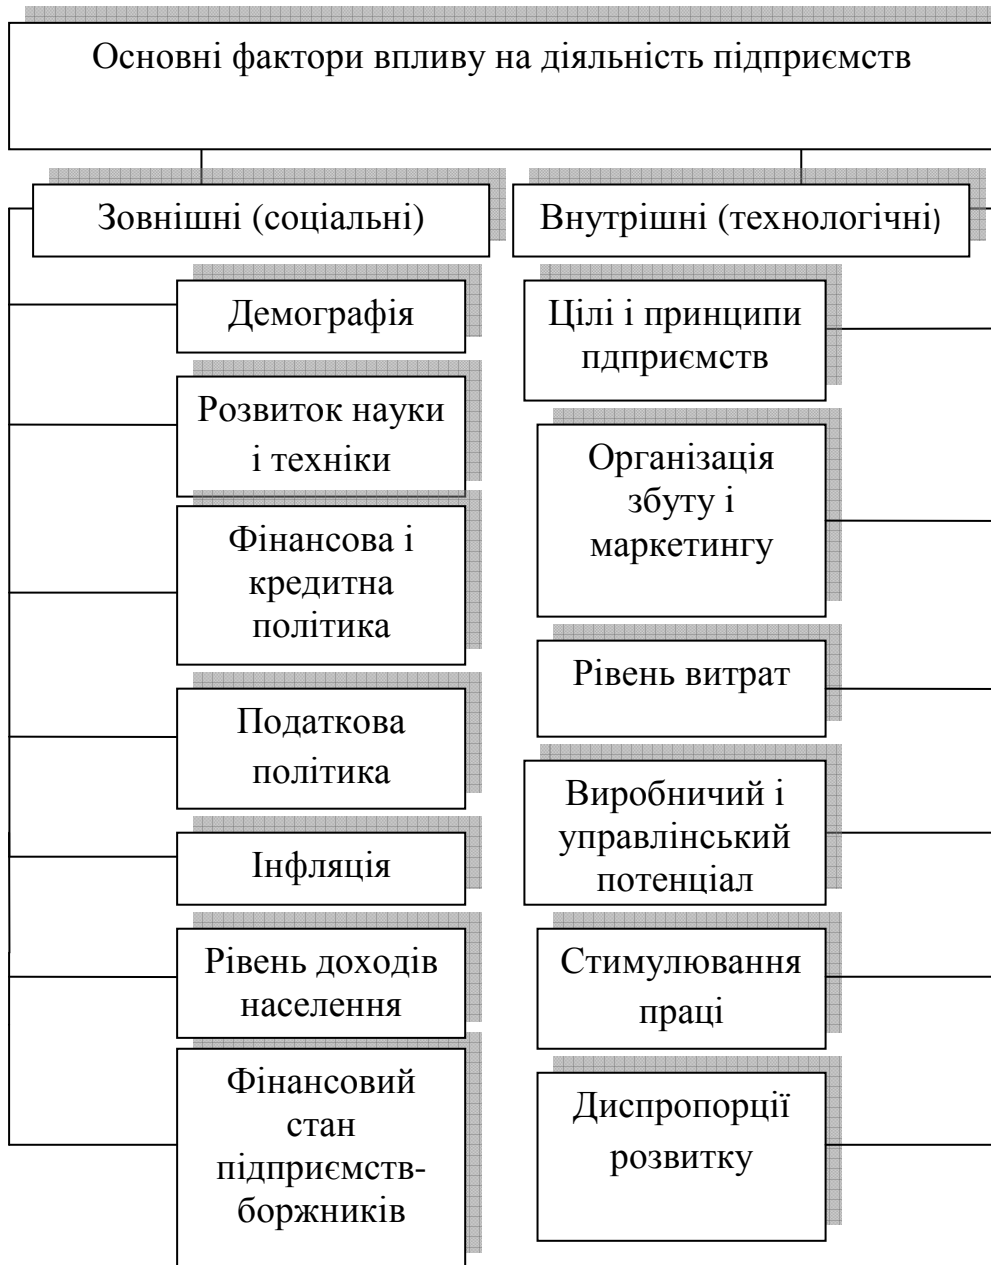 Основні фактори впливу на діяльність підприємств
Зовнішні (соціальні)
Внутрішні (технологічні)
Демографія
Розвиток науки
і техніки
Фінансова і
кредитна
політика
Податкова
політика
Інфляція
Рівень доходів
населення
Фінансовий
стан
підприємств-
боржників
Цілі і принципи
пдприємств
Організація
збуту і
маркетингу
Рівень витрат
Виробничий і
управлінський
потенціал
Стимулювання
праці
Диспропорції
розвитку